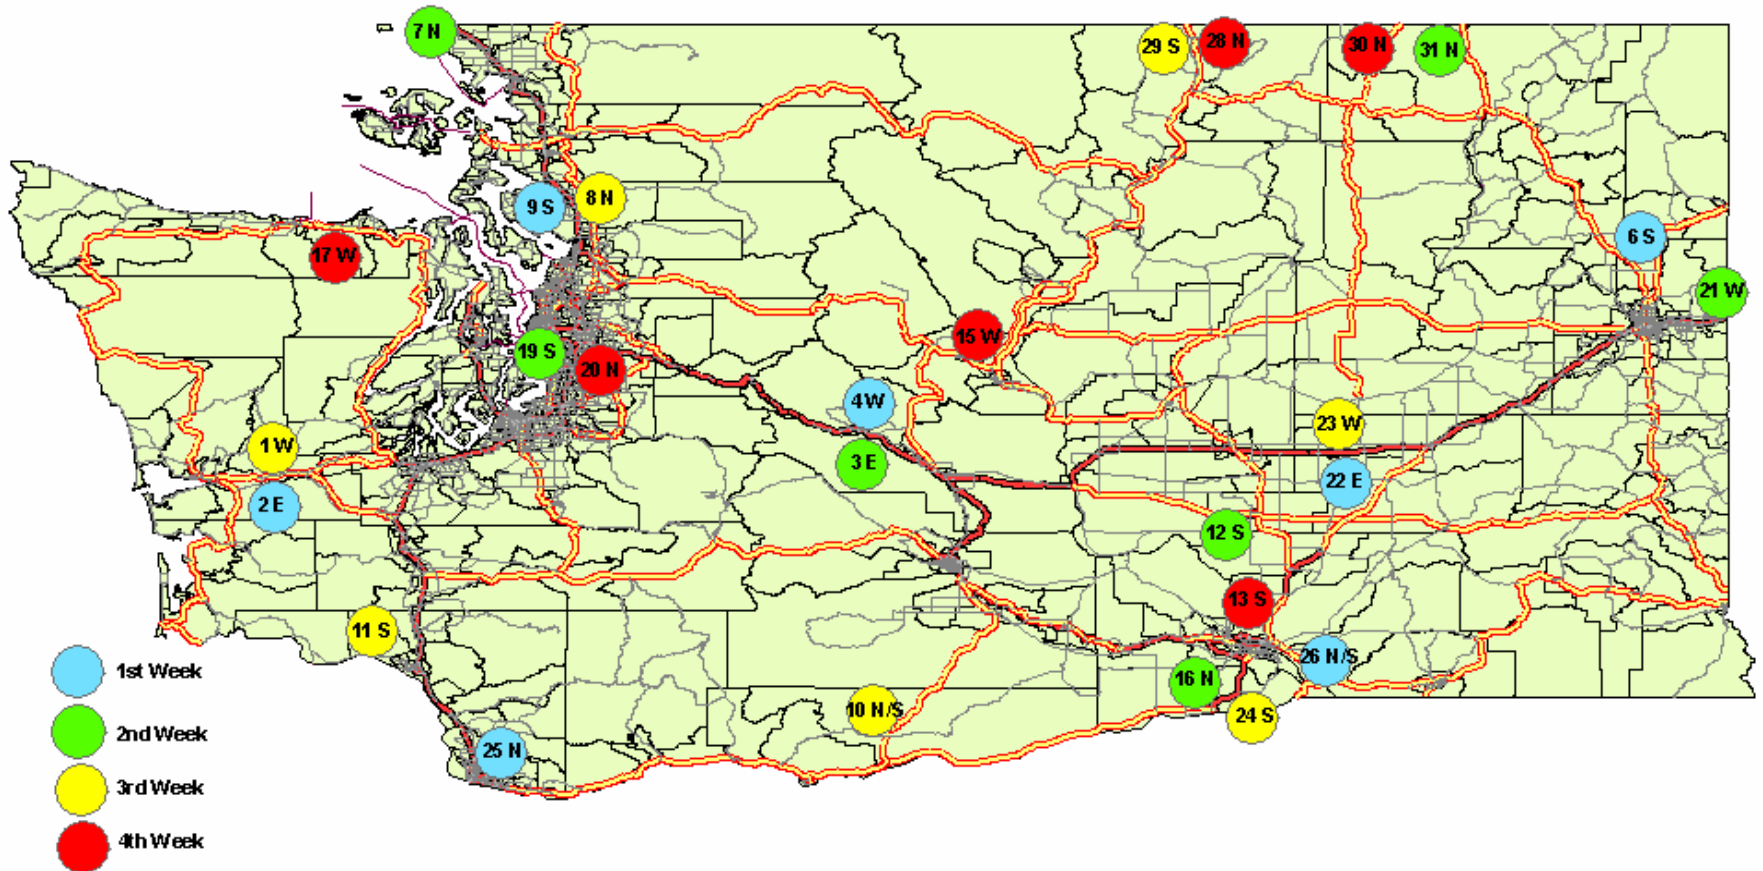 7 N
29 S
28 N
30 N
31 N
9 S
8 N
6 S
17 W
21 W
19 S
20 N
15 W
4 W
1 W
3 E
23 W
2 E
22 E
12 S
13 S
11 S
26 N/S
16 N
10 N/S
24 S
25 N
1st Week
2nd Week
3rd Week
4th Week